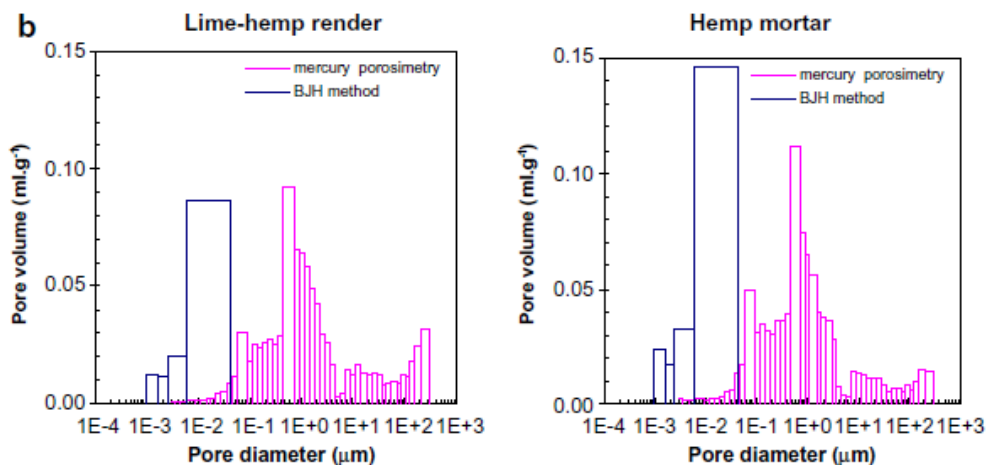 b
Lime-hemp render
0.15
0.10
0.05
0.00
Pore volume (ml.g⁻¹)
mercury porosimetry
BJH method
1E-4 1E-3 1E-2 1E-1 1E+0 1E+1 1E+2 1E+3
Pore diameter (μm)
Hemp mortar
0.15
0.10
0.05
0.00
Pore volume (ml.g⁻¹)
mercury porosimetry
BJH method
1E-4 1E-3 1E-2 1E-1 1E+0 1E+1 1E+2 1E+3
Pore diameter (μm)